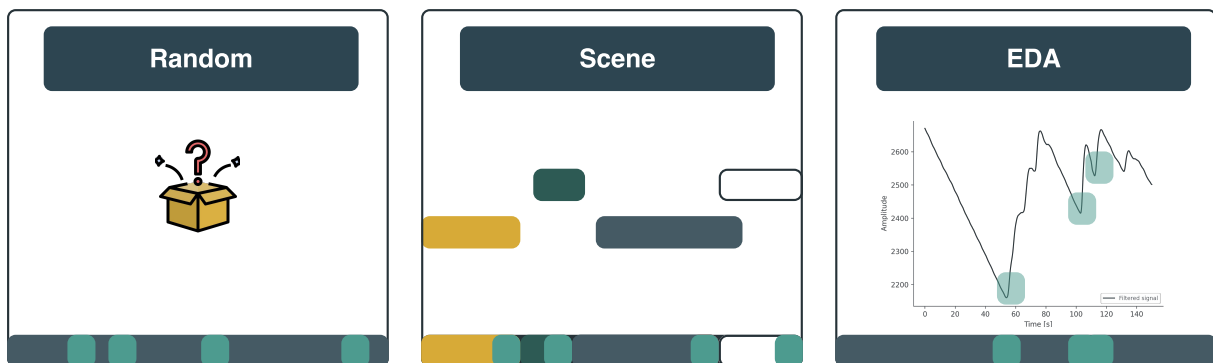 Random
?
Scene
EDA
2600
2500
2400
2300
2200
Amplitude
0 20 40 60 80 100 120 140
Time [s]
Filtered signal